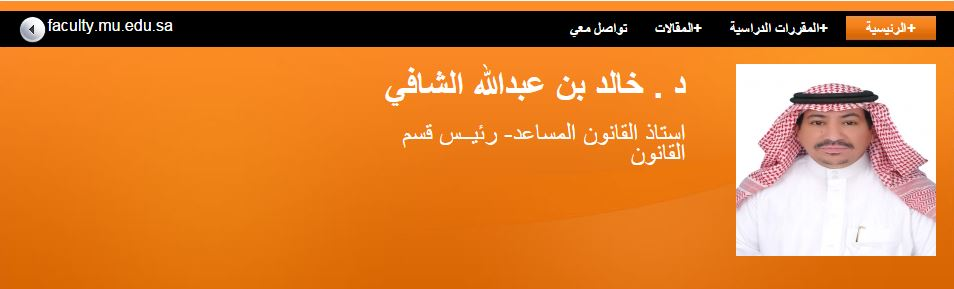 +الرئيسية +المقررات الدراسية +المقالات تواصل معي faculty.mu.edu.sa
د . خالد بن عبدالله الشافي
استاذ القانون المساعد- رئيـس قسم
القانون